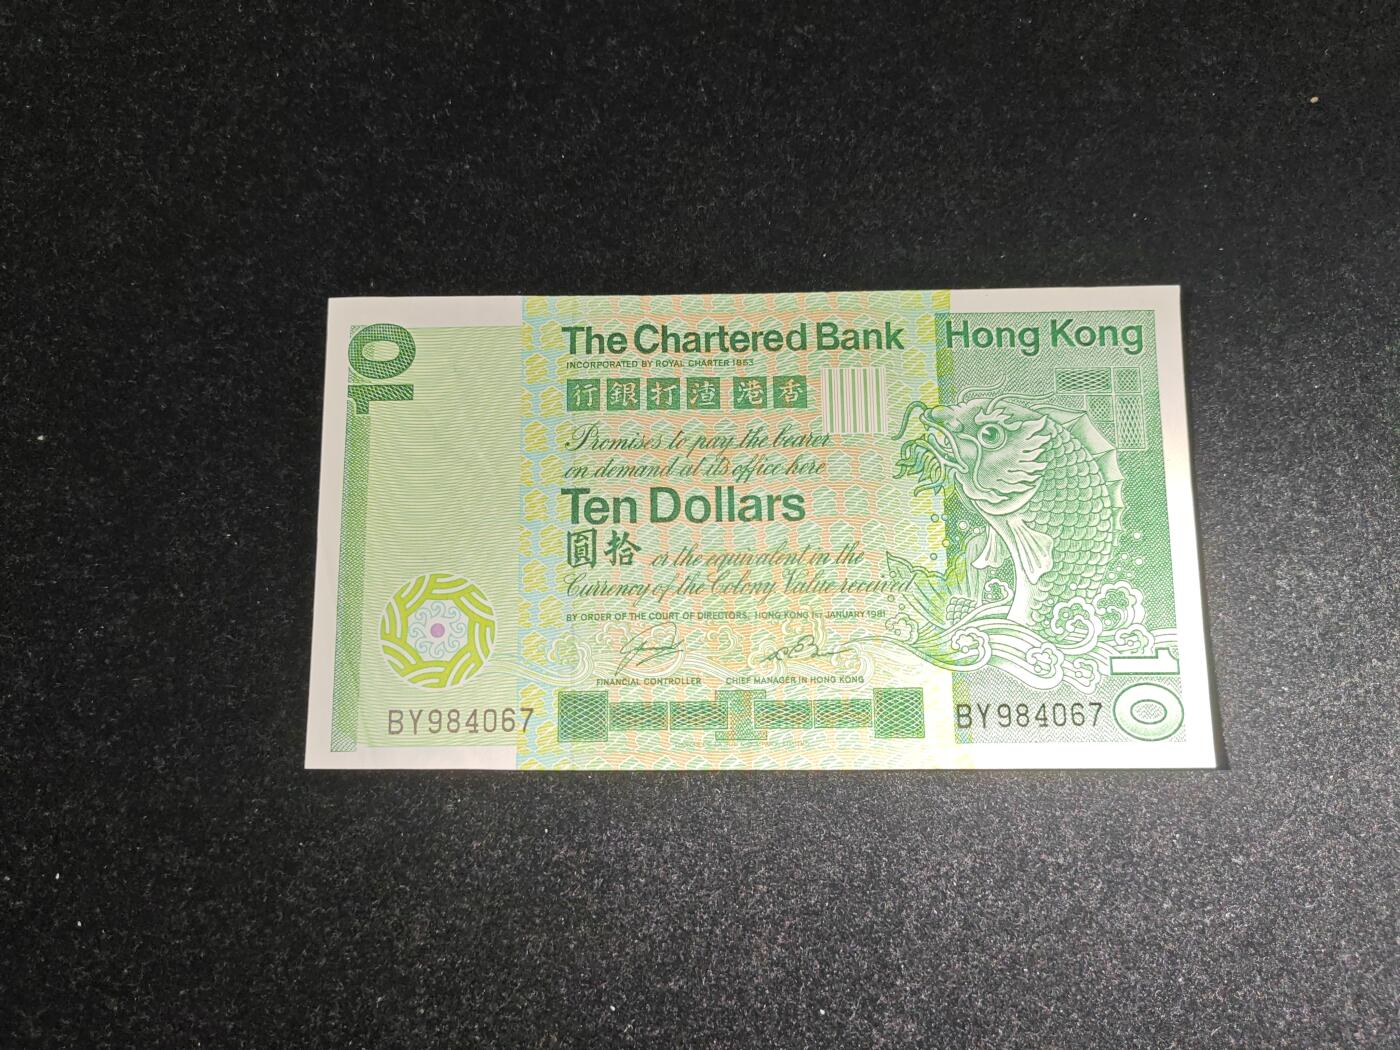 10
The Chartered Bank
Hong Kong
INCORPORATED BY ROYAL CHARTER 1853
行銀打渣港香
Promises to pay the bearer
on demand at its office here
Ten Dollars
圓拾 or the equivalent in the
Currency of the Colony Value received
BY ORDER OF THE COURT OF DIRECTORS, HONG KONG 1ST JANUARY 1981
FINANCIAL CONTROLLER CHIEF MANAGER IN HONG KONG
BY984067
BY984067
10